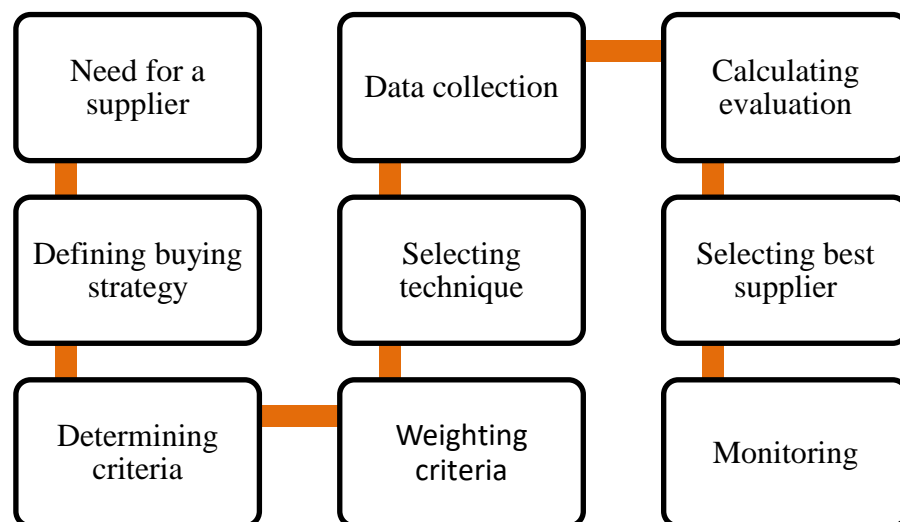 Need for a
supplier
Defining buying
strategy
Determining
criteria
Weighting
criteria
Selecting
technique
Data collection
Calculating
evaluation
Selecting best
supplier
Monitoring